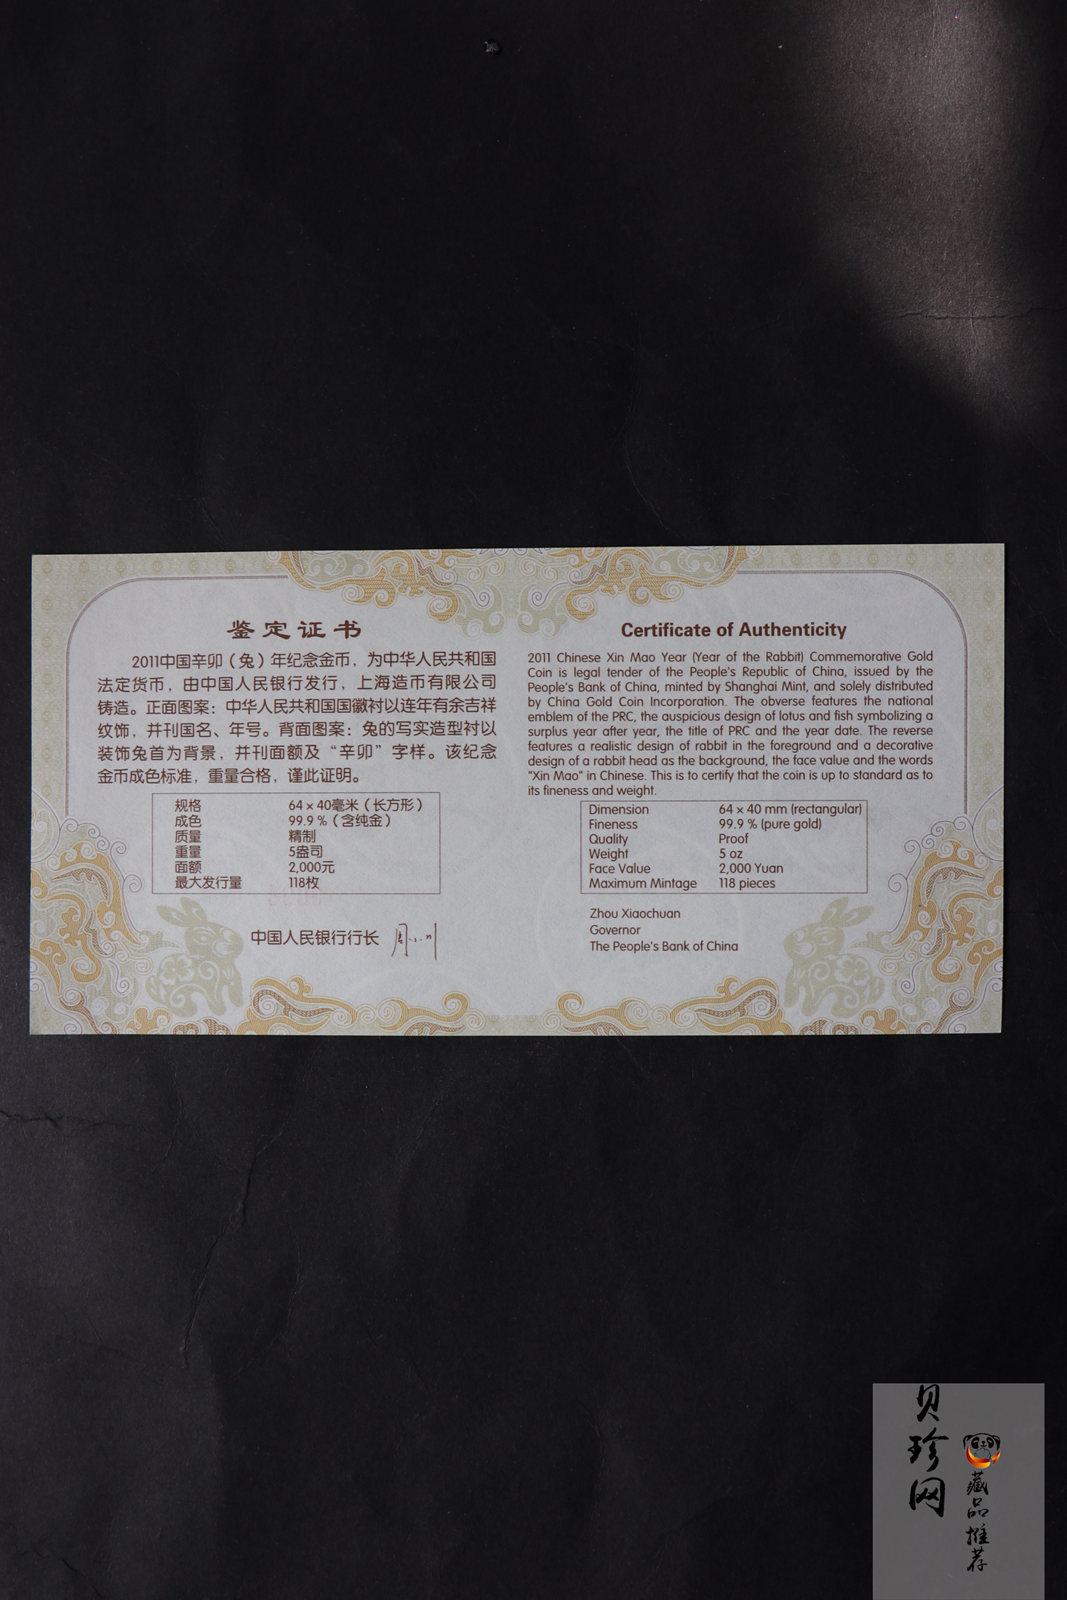 鉴定证书
2011中国辛卯（兔）年纪念金币，为中华人民共和国
法定货币，由中国人民银行发行，上海造币有限公司
铸造。正面图案：中华人民共和国国徽衬以连年有余吉祥
纹饰，并刊国名、年号。背面图案：兔的写实造型衬以
装饰兔首为背景，并刊面额及“辛卯”字样。该纪念
金币成色标准，重量合格，谨此证明。
规格 64×40毫米（长方形）
成色 99.9%（含纯金）
质量 精制
重量 5盎司
面额 2,000元
最大发行量 118枚
中国人民银行行长
Certificate of Authenticity
2011 Chinese Xin Mao Year (Year of the Rabbit) Commemorative Gold
Coin is legal tender of the People's Republic of China, issued by the
People's Bank of China, minted by Shanghai Mint, and solely distributed
by China Gold Coin Incorporation. The obverse features the national
emblem of the PRC, the auspicious design of lotus and fish symbolizing a
surplus year after year, the title of PRC and the year date. The reverse
features a realistic design of rabbit in the foreground and a decorative
design of a rabbit head as the background, the face value and the words
"Xin Mao" in Chinese. This is to certify that the coin is up to standard as to
its fineness and weight.
Dimension 64×40 mm (rectangular)
Fineness 99.9 % (pure gold)
Quality Proof
Weight 5 oz
Face Value 2,000 Yuan
Maximum Mintage 118 pieces
Zhou Xiaochuan
Governor
The People's Bank of China
贝珍网
藏品推荐